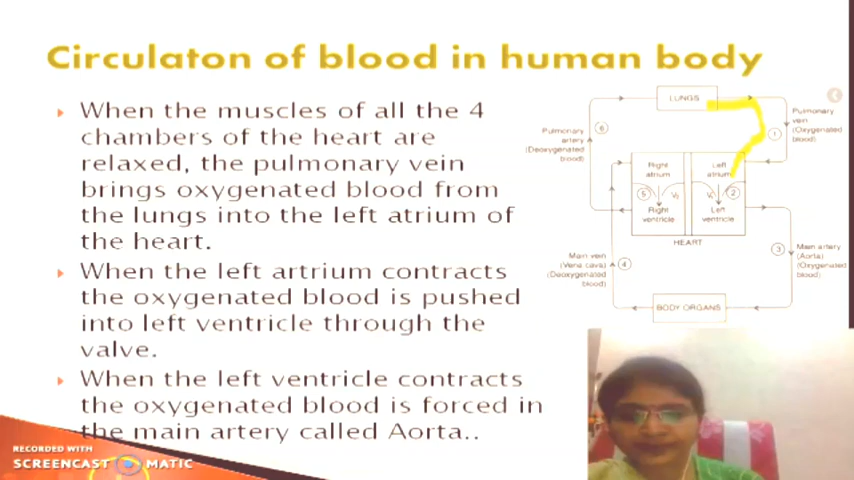 Circulaton of blood in human body
When the muscles of all the 4
chambers of the heart are
relaxed, the pulmonary vein
brings oxygenated blood from
the lungs into the left atrium of
the heart.
When the left artrium contracts
the oxygenated blood is pushed
into left ventricle through the
valve.
When the left ventricle contracts
the oxygenated blood is forced in
the main artery called Aorta..
LUNGS
Pulmonary
vein
(Oxygenated
blood)
1
6
Pulmonary
artery
(Deoxygenated
blood)
Right
atrium
Left
atrium
5
V2
V1
2
Right
ventricle
Left
ventricle
HEART
Main vein
(Vena cava)
(Deoxygenated
blood)
4
3
Main artery
(Aorta)
(Oxygenated
blood)
BODY ORGANS
RECORDED WITH
SCREENCAST MATIC